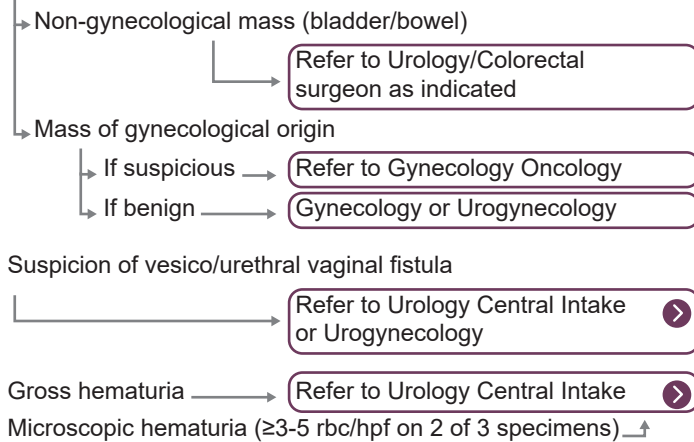 Non-gynecological mass (bladder/bowel)
Refer to Urology/Colorectal
surgeon as indicated
Mass of gynecological origin
If suspicious
Refer to Gynecology Oncology
If benign
Gynecology or Urogynecology
Suspicion of vesico/urethral vaginal fistula
Refer to Urology Central Intake
or Urogynecology
Gross hematuria
Refer to Urology Central Intake
Microscopic hematuria (≥3-5 rbc/hpf on 2 of 3 specimens)